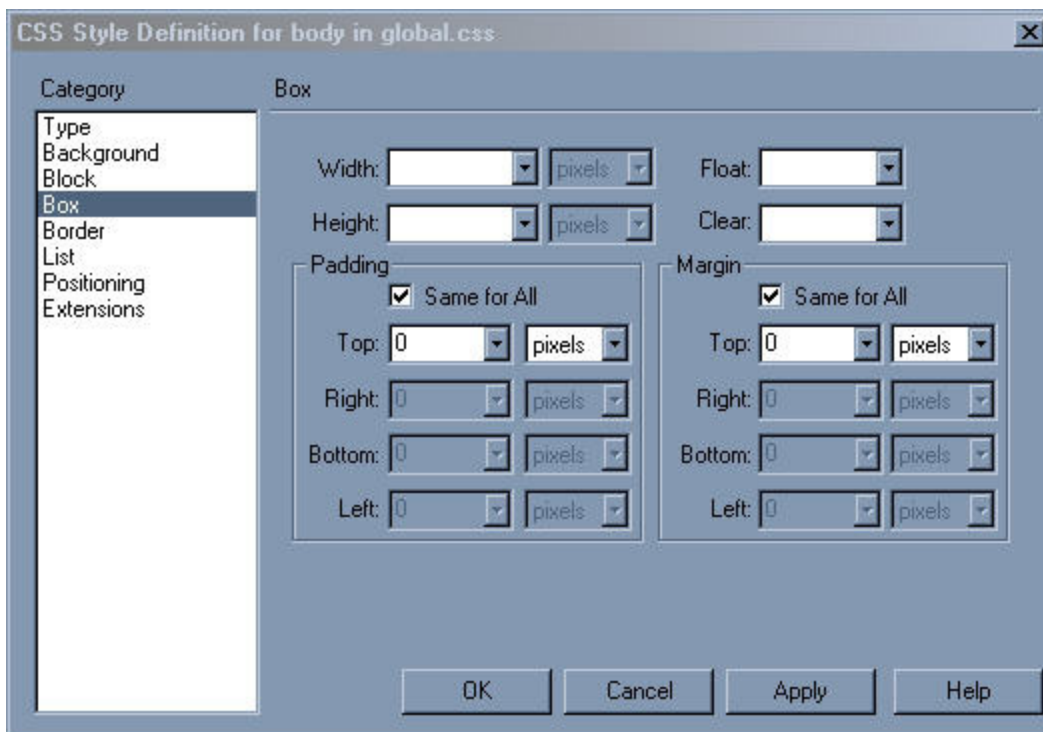 CSS Style Definition for body in global.css
Category
Box
Type
Background
Block
Box
Border
List
Positioning
Extensions
Width: pixels
Float:
Height: pixels
Clear:
Padding
Same for All
Top: 0 pixels
Right: 0 pixels
Bottom: 0 pixels
Left: 0 pixels
Margin
Same for All
Top: 0 pixels
Right: 0 pixels
Bottom: 0 pixels
Left: 0 pixels
OK Cancel Apply Help